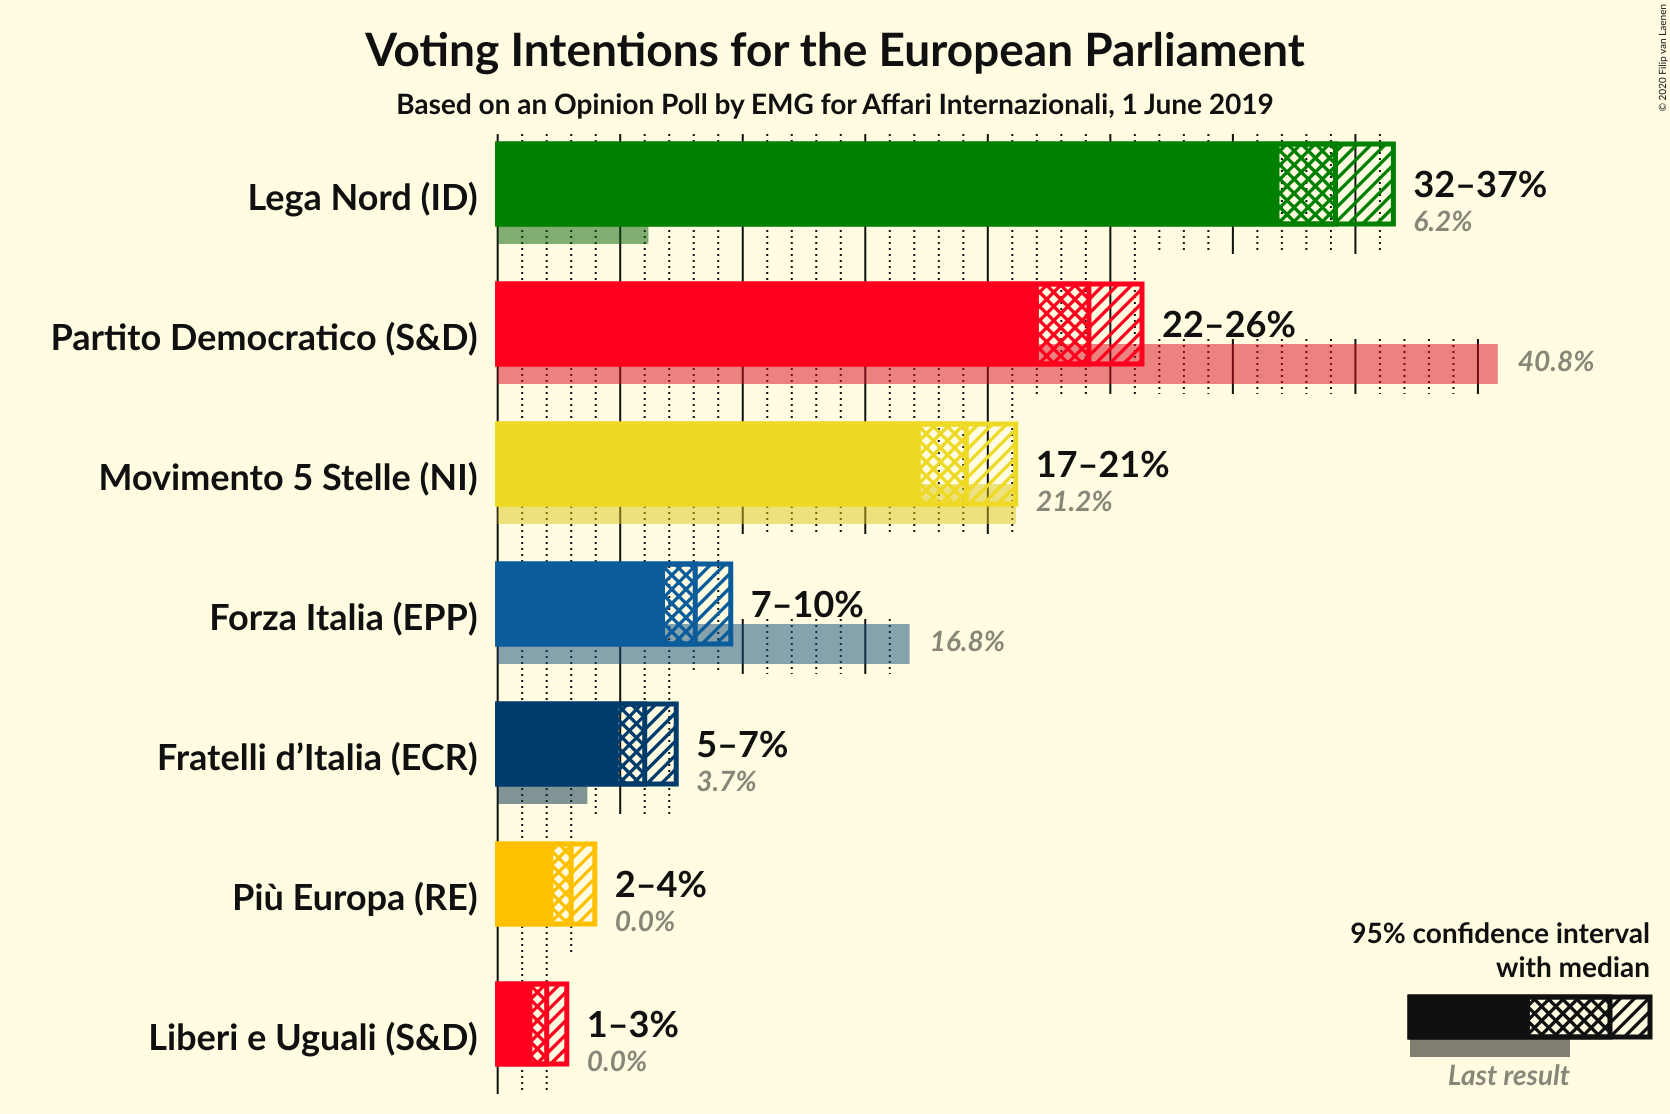 Voting Intentions for the European Parliament
Based on an Opinion Poll by EMG for Affari Internazionali, 1 June 2019
© 2020 Filip van Laenen
Lega Nord (ID)
32–37%
6.2%
Partito Democratico (S&D)
22–26%
40.8%
Movimento 5 Stelle (NI)
17–21%
21.2%
Forza Italia (EPP)
7–10%
16.8%
Fratelli d’Italia (ECR)
5–7%
3.7%
Più Europa (RE)
2–4%
0.0%
Liberi e Uguali (S&D)
1–3%
0.0%
95% confidence interval
with median
Last result